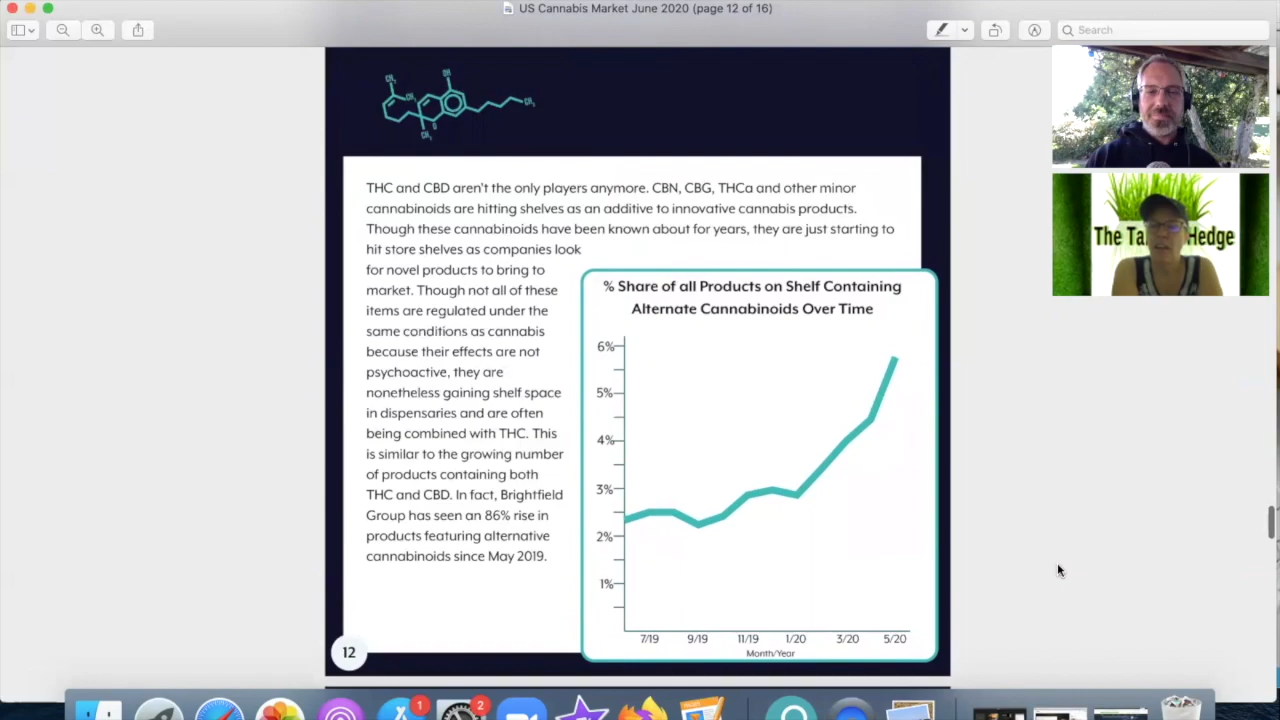 US Cannabis Market June 2020 (page 12 of 16)
Search
THC and CBD aren't the only players anymore. CBN, CBG, THCa and other minor
cannabinoids are hitting shelves as an additive to innovative cannabis products.
Though these cannabinoids have been known about for years, they are just starting to
hit store shelves as companies look
for novel products to bring to
market. Though not all of these
items are regulated under the
same conditions as cannabis
because their effects are not
psychoactive, they are
nonetheless gaining shelf space
in dispensaries and are often
being combined with THC. This
is similar to the growing number
of products containing both
THC and CBD. In fact, Brightfield
Group has seen an 86% rise in
products featuring alternative
cannabinoids since May 2019.
% Share of all Products on Shelf Containing
Alternate Cannabinoids Over Time
6%
5%
4%
3%
2%
1%
7/19 9/19 11/19 1/20 3/20 5/20
Month/Year
12
The Ta Hedge
CH₃
OH
CH₃
CH₃
O
CH₃
1
2